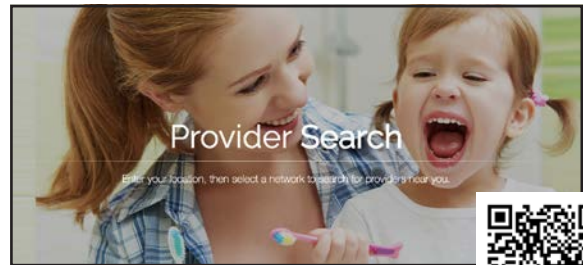 Provider Search
Enter your location, then select a network to search for providers near you.